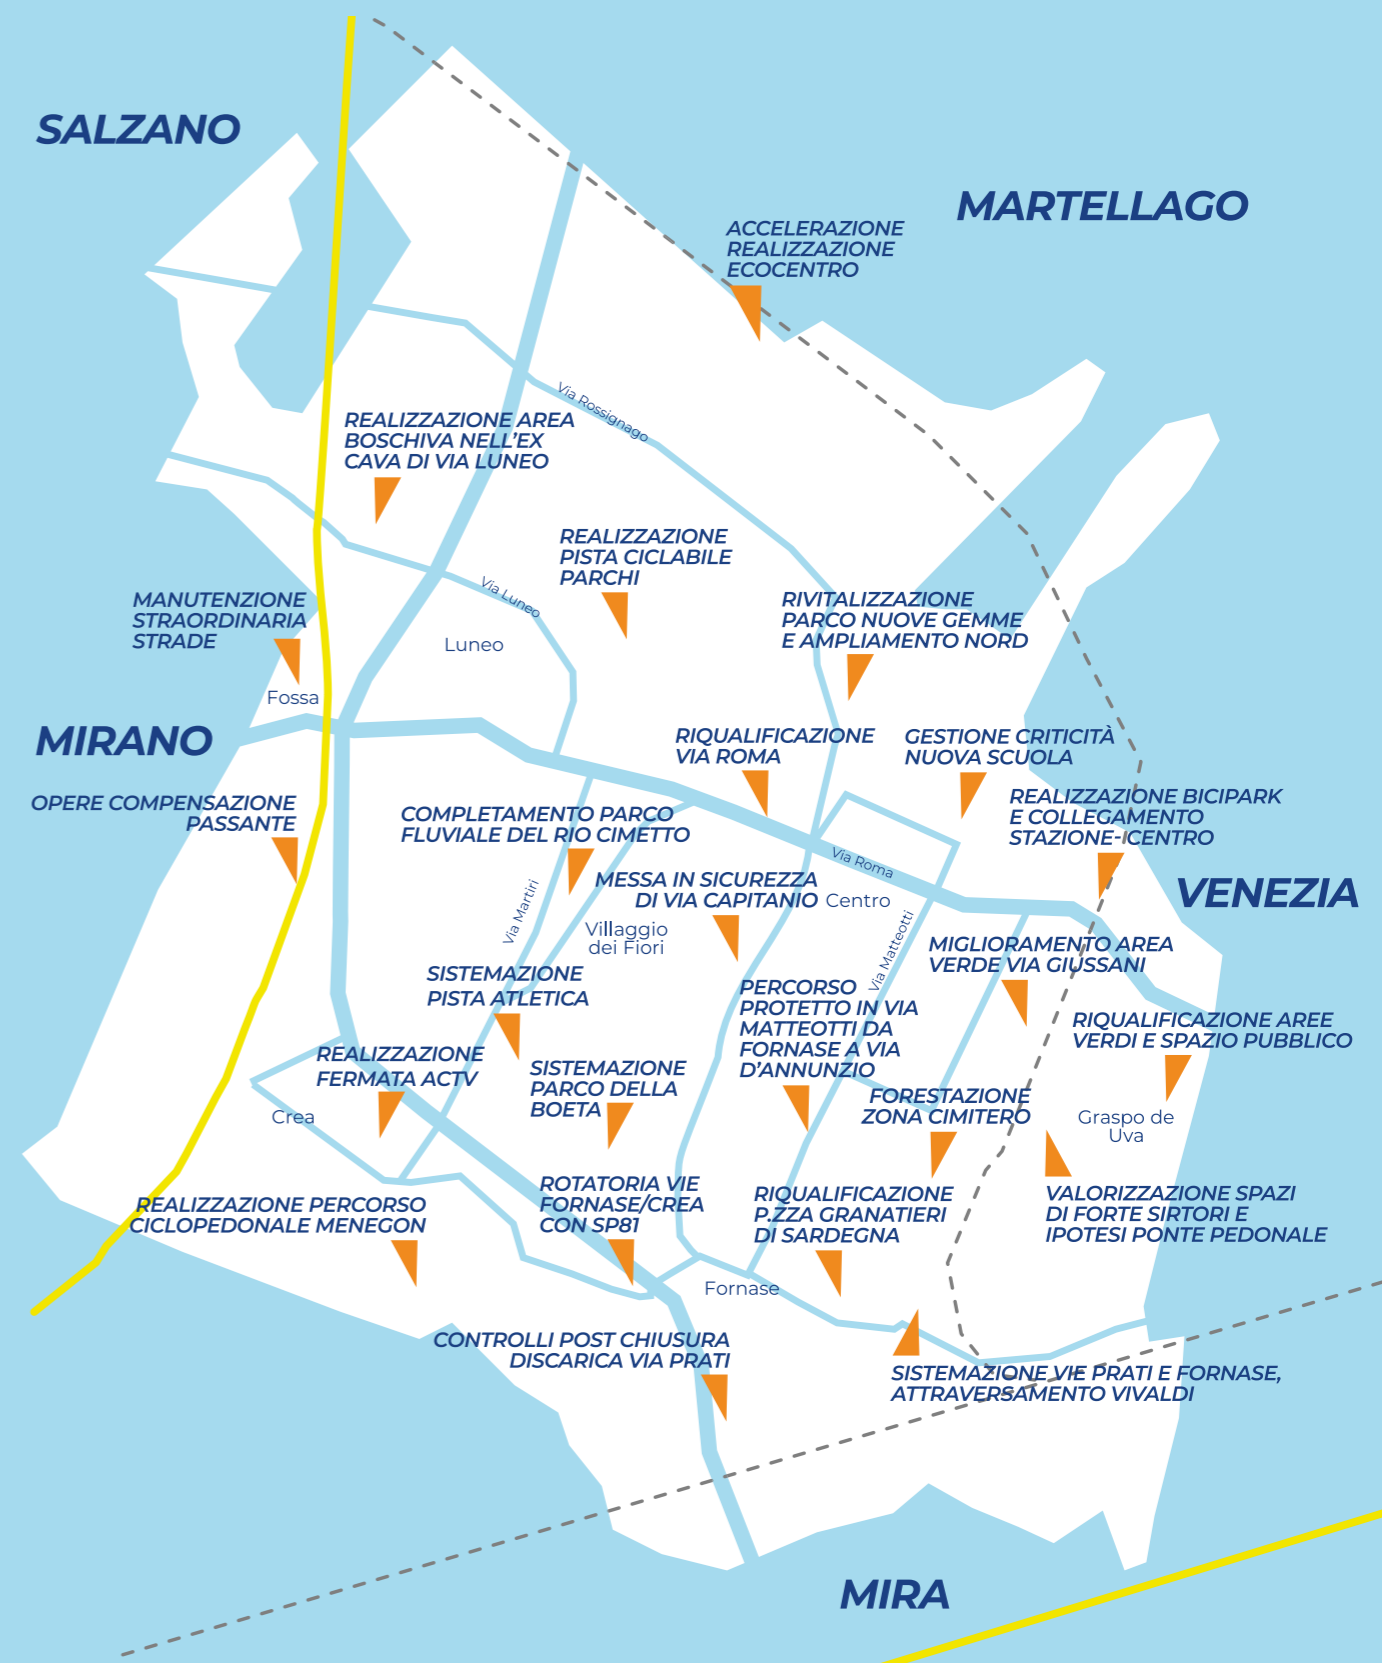 SALZANO
MARTELLAGO
ACCELERAZIONE
REALIZZAZIONE
ECOCENTRO
Via Rossignago
REALIZZAZIONE AREA
BOSCHIVA NELL'EX
CAVA DI VIA LUNEO
REALIZZAZIONE
PISTA CICLABILE
PARCHI
Via Luneo
MANUTENZIONE
STRAORDINARIA
STRADE
RIVITALIZZAZIONE
PARCO NUOVE GEMME
E AMPLIAMENTO NORD
Luneo
Fossa
MIRANO
RIQUALIFICAZIONE
VIA ROMA
GESTIONE CRITICITÀ
NUOVA SCUOLA
OPERE COMPENSAZIONE
PASSANTE
COMPLETAMENTO PARCO
FLUVIALE DEL RIO CIMETTO
REALIZZAZIONE BICIPARK
E COLLEGAMENTO
STAZIONE-CENTRO
Via Roma
MESSA IN SICUREZZA
DI VIA CAPITANIO
Centro
VENEZIA
Via Martiri
Villaggio
dei Fiori
Via Matteotti
MIGLIORAMENTO AREA
VERDE VIA GIUSSANI
SISTEMAZIONE
PISTA ATLETICA
PERCORSO
PROTETTO IN VIA
MATTEOTTI DA
FORNASE A VIA
D'ANNUNZIO
RIQUALIFICAZIONE AREE
VERDI E SPAZIO PUBBLICO
REALIZZAZIONE
FERMATA ACTV
SISTEMAZIONE
PARCO DELLA
BOETA
FORESTAZIONE
ZONA CIMITERO
Crea
Graspo de
Uva
REALIZZAZIONE PERCORSO
CICLOPEDONALE MENEGON
ROTATORIA VIE
FORNASE/CREA
CON SP81
RIQUALIFICAZIONE
P.ZZA GRANATIERI
DI SARDEGNA
VALORIZZAZIONE SPAZI
DI FORTE SIRTORI E
IPOTESI PONTE PEDONALE
Fornase
CONTROLLI POST CHIUSURA
DISCARICA VIA PRATI
SISTEMAZIONE VIE PRATI E FORNASE,
ATTRAVERSAMENTO VIVALDI
MIRA